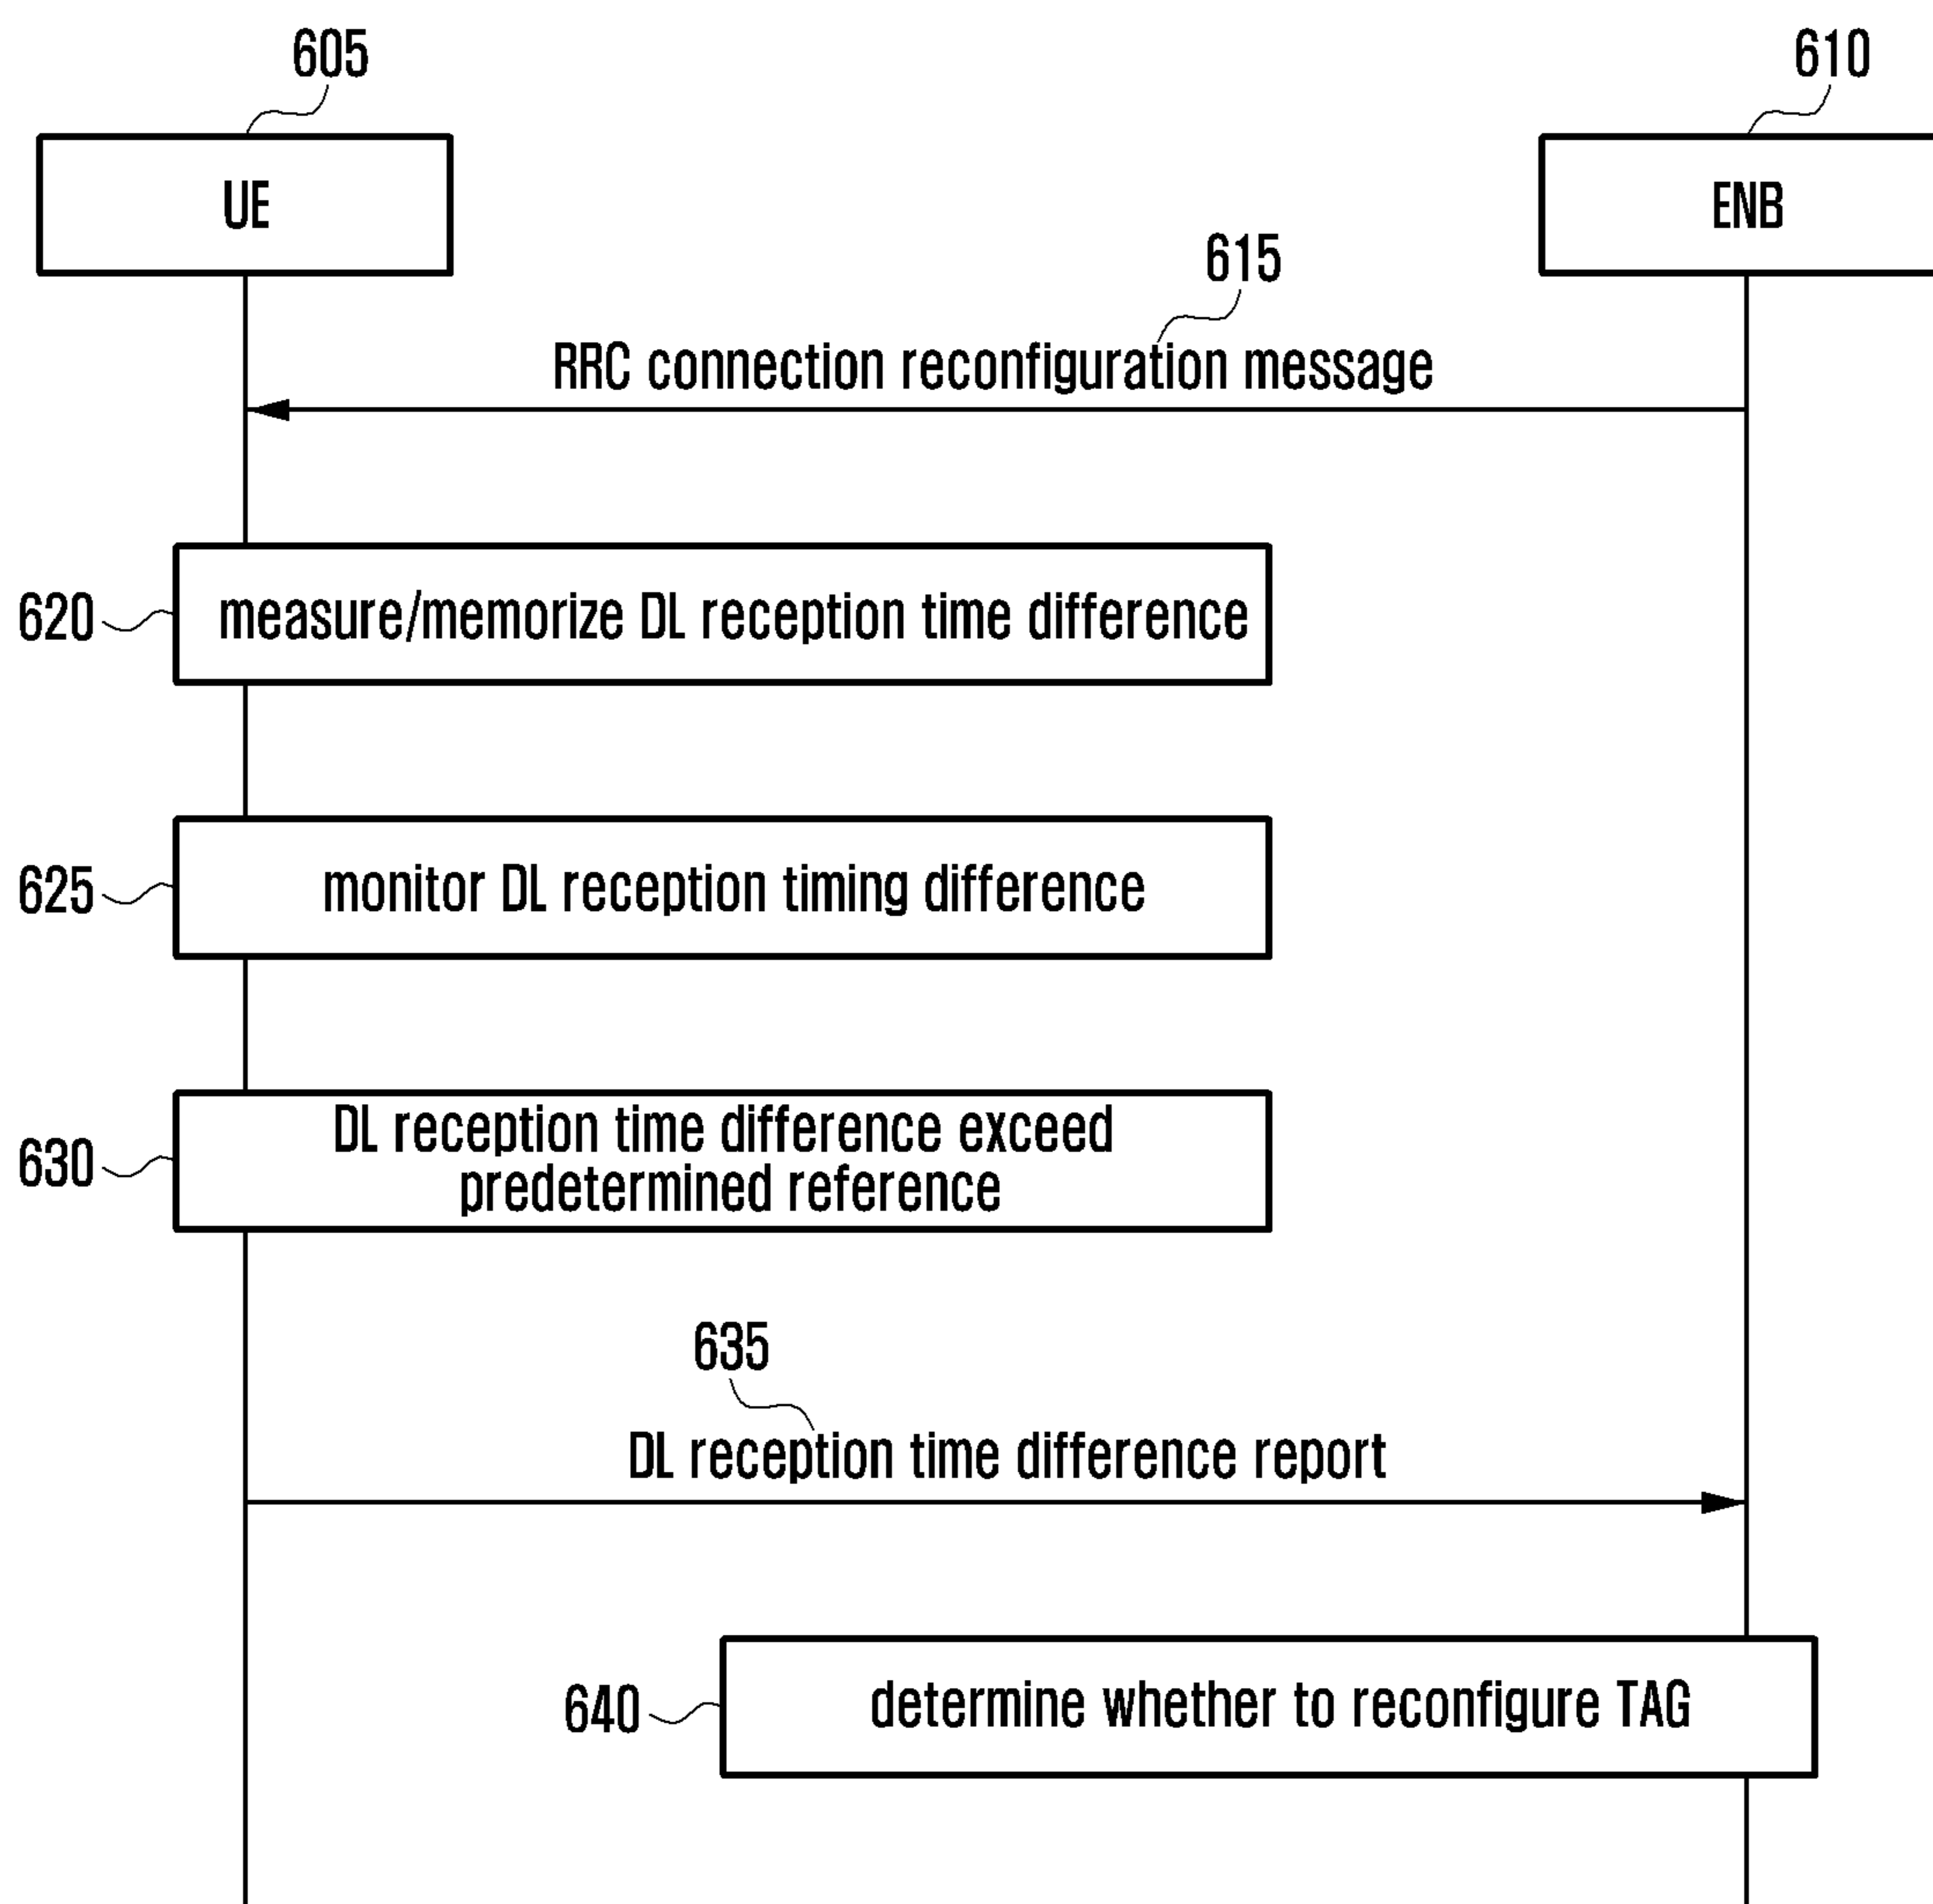 605
610
UE
ENB
615
RRC connection reconfiguration message
620
measure/memorize DL reception time difference
625
monitor DL reception timing difference
630
DL reception time difference exceed
predetermined reference
635
DL reception time difference report
640
determine whether to reconfigure TAG